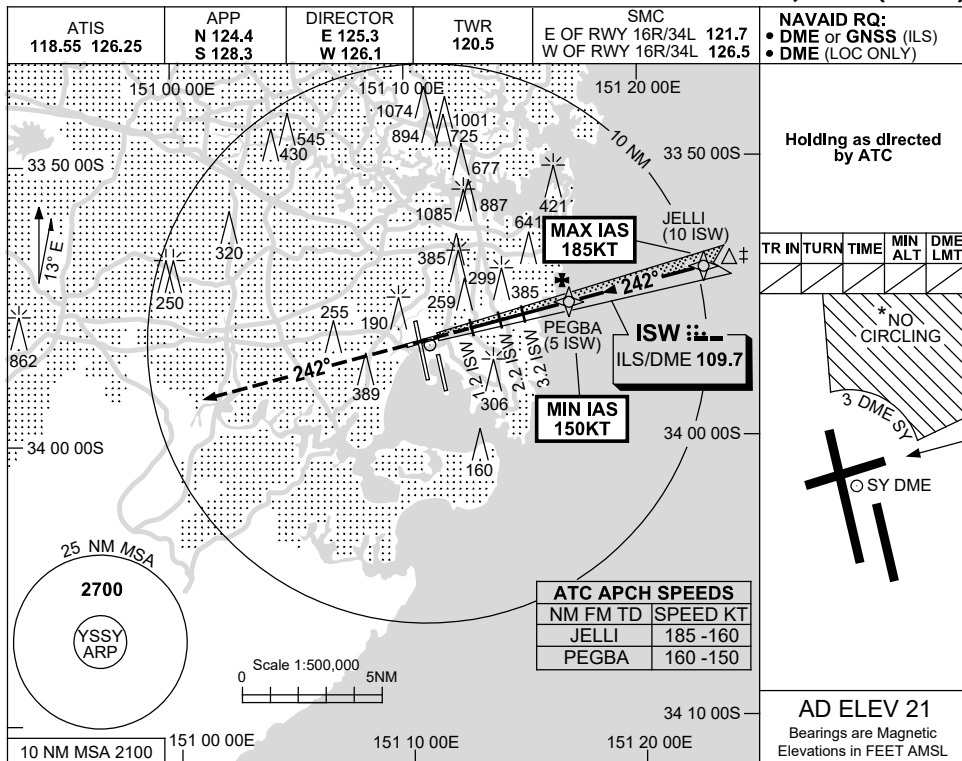 ATIS
118.55 126.25
APP
N 124.4
S 128.3
DIRECTOR
E 125.3
W 126.1
TWR
120.5
SMC
E OF RWY 16R/34L 121.7
W OF RWY 16R/34L 126.5
NAVAID RQ:
• DME or GNSS (ILS)
• DME (LOC ONLY)
151 00 00E
151 10 00E
151 20 00E
1074
1001
894
725
545
430
677
10 NM
33 50 00S
33 50 00S
Holding as directed
by ATC
13° E
1085
887
421
641
JELLI
(10 ISW)
MAX IAS
185KT
‡
TR IN
TURN
TIME
MIN
ALT
DME
LMT
320
385
299
250
259
385
242°
190
255
862
PEGBA
(5 ISW)
ISW
ILS/DME 109.7
*NO
CIRCLING
242°
389
1.2 ISW
2.2 ISW
3.2 ISW
306
MIN IAS
150KT
3 DME SY
34 00 00S
34 00 00S
160
SY DME
25 NM MSA
2700
YSSY
ARP
ATC APCH SPEEDS
NM FM TD
SPEED KT
JELLI
185 -160
PEGBA
160 -150
Scale 1:500,000
0
5NM
34 10 00S
AD ELEV 21
Bearings are Magnetic
Elevations in FEET AMSL
10 NM MSA 2100
151 00 00E
151 10 00E
151 20 00E